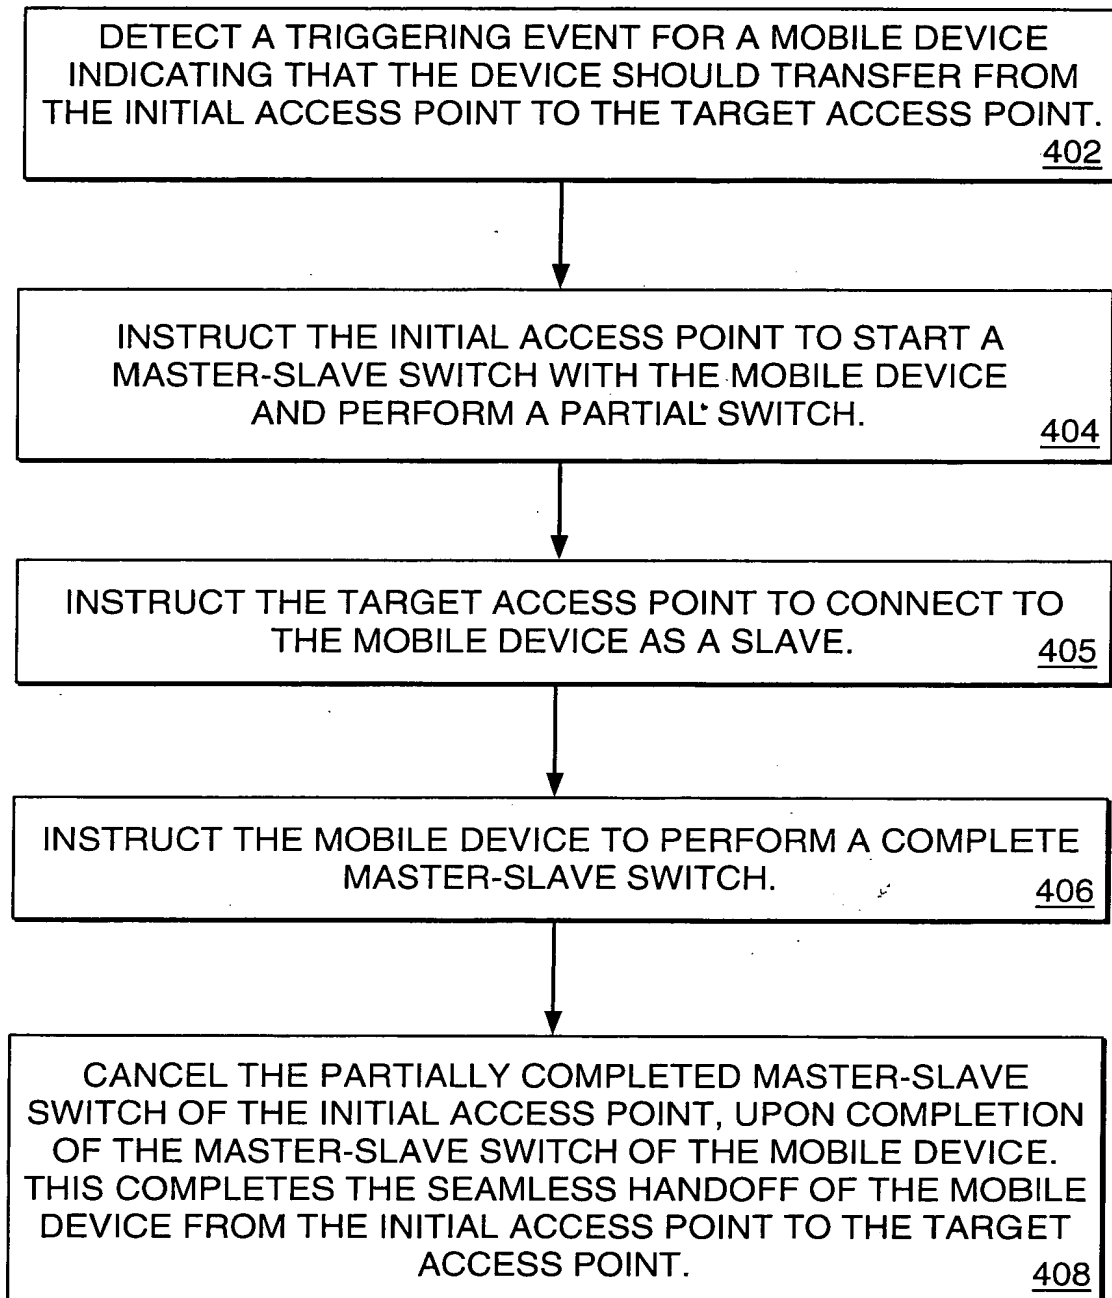 DETECT A TRIGGERING EVENT FOR A MOBILE DEVICE
INDICATING THAT THE DEVICE SHOULD TRANSFER FROM
THE INITIAL ACCESS POINT TO THE TARGET ACCESS POINT.
402
INSTRUCT THE INITIAL ACCESS POINT TO START A
MASTER-SLAVE SWITCH WITH THE MOBILE DEVICE
AND PERFORM A PARTIAL SWITCH.
404
INSTRUCT THE TARGET ACCESS POINT TO CONNECT TO
THE MOBILE DEVICE AS A SLAVE.
405
INSTRUCT THE MOBILE DEVICE TO PERFORM A COMPLETE
MASTER-SLAVE SWITCH.
406
CANCEL THE PARTIALLY COMPLETED MASTER-SLAVE
SWITCH OF THE INITIAL ACCESS POINT, UPON COMPLETION
OF THE MASTER-SLAVE SWITCH OF THE MOBILE DEVICE.
THIS COMPLETES THE SEAMLESS HANDOFF OF THE MOBILE
DEVICE FROM THE INITIAL ACCESS POINT TO THE TARGET
ACCESS POINT.
408